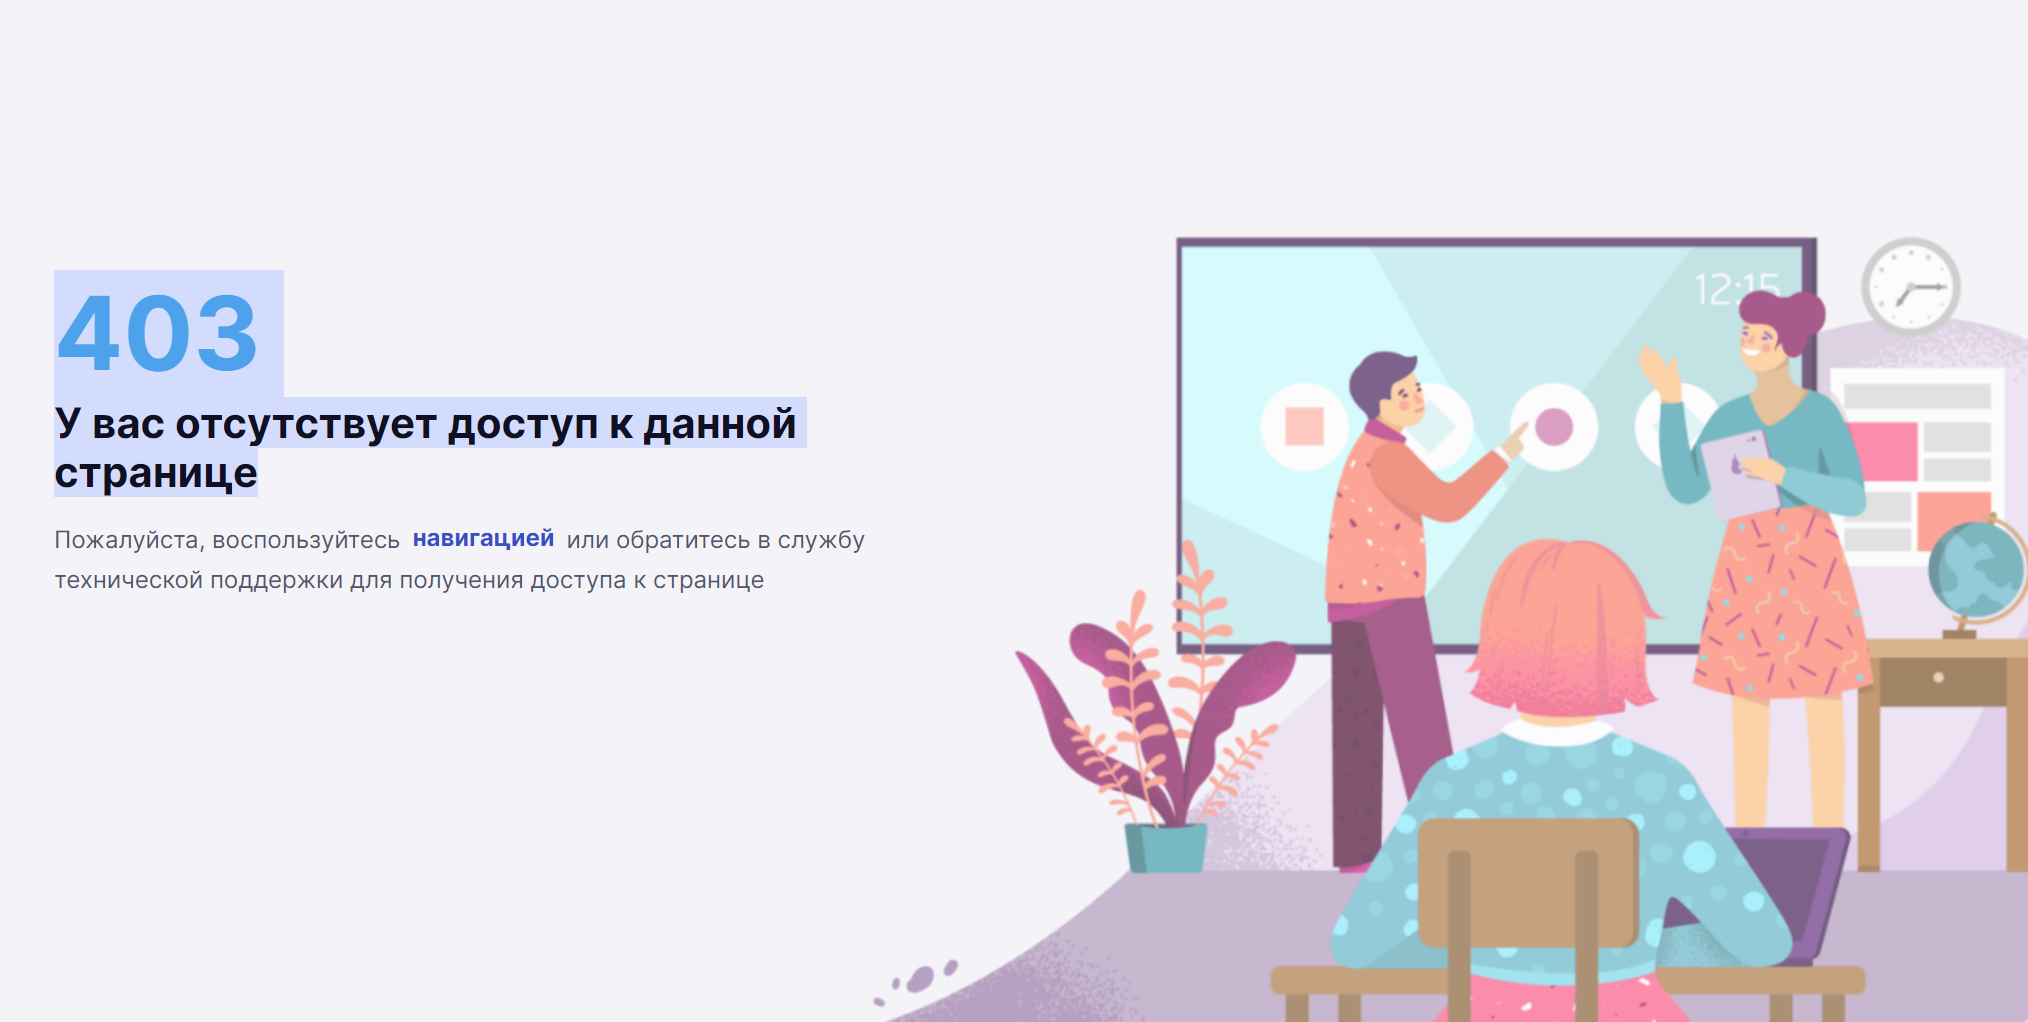 403
У вас отсутствует доступ к данной
странице
Пожалуйста, воспользуйтесь навигацией или обратитесь в службу
технической поддержки для получения доступа к странице
12:15